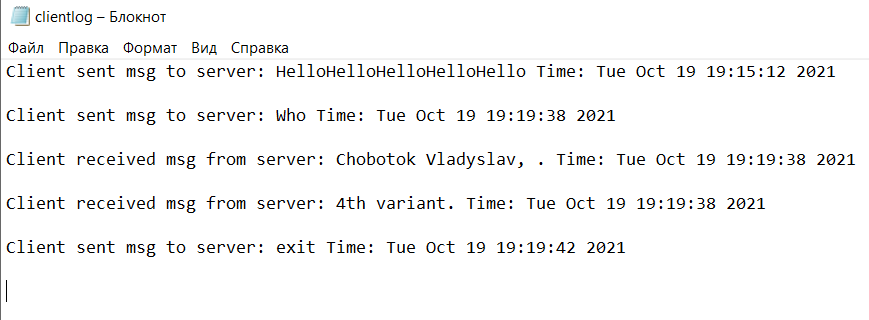 clientlog – Блокнот
Файл Правка Формат Вид Справка
Client sent msg to server: HelloHelloHelloHelloHello Time: Tue Oct 19 19:15:12 2021
Client sent msg to server: Who Time: Tue Oct 19 19:19:38 2021
Client received msg from server: Chobotok Vladyslav, . Time: Tue Oct 19 19:19:38 2021
Client received msg from server: 4th variant. Time: Tue Oct 19 19:19:38 2021
Client sent msg to server: exit Time: Tue Oct 19 19:19:42 2021